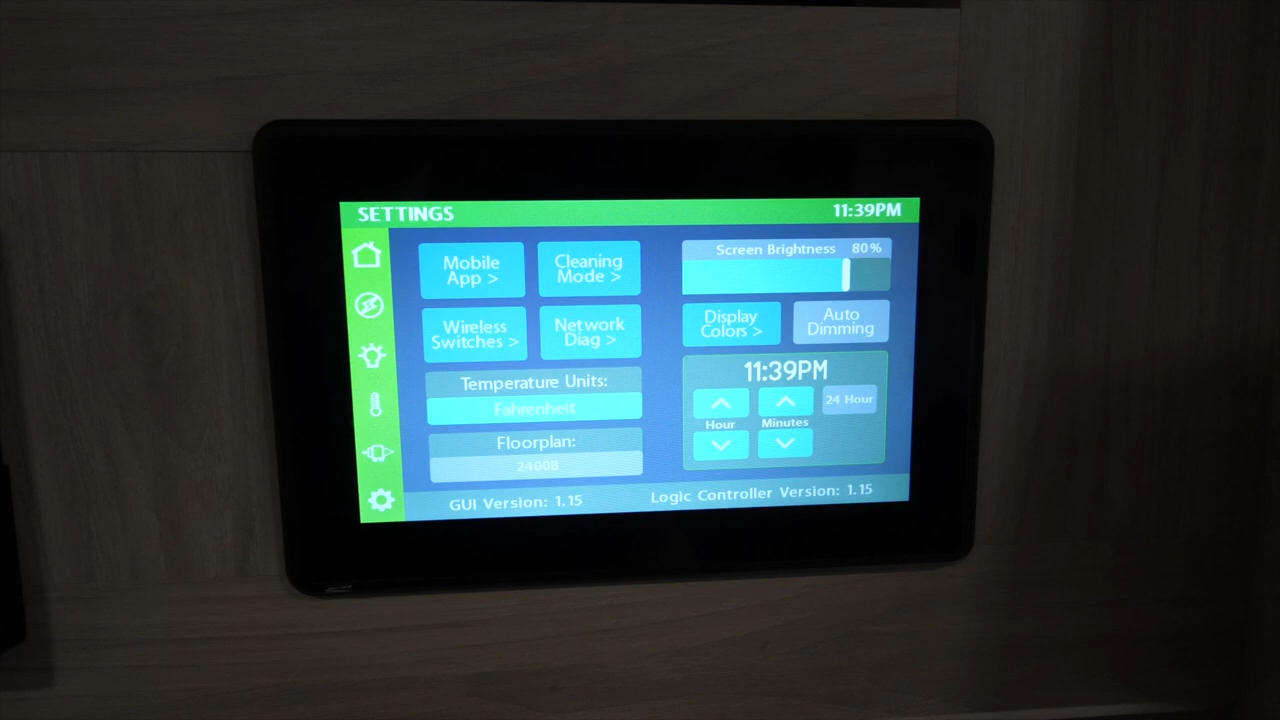 SETTINGS
11:39PM
Mobile
App >
Cleaning
Mode >
Wireless
Switches >
Network
Diag >
Temperature Units:
Fahrenheit
Floorplan:
2400B
Screen Brightness 80%
Display
Colors >
Auto
Dimming
11:39PM
24 Hour
Hour
Minutes
GUI Version: 1.15
Logic Controller Version: 1.15